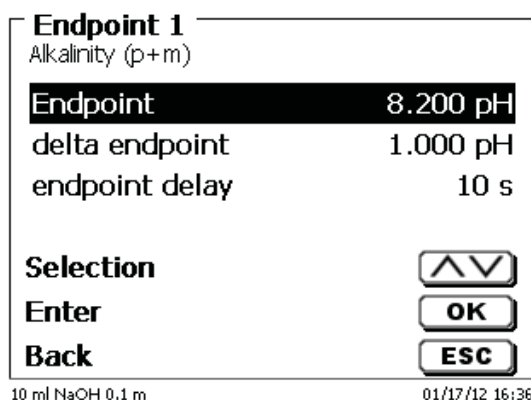 Endpoint 1
Alkalinity (p+m)
Endpoint 8.200 pH
delta endpoint 1.000 pH
endpoint delay 10 s
Selection
Enter OK
Back ESC
10 ml NaOH 0.1 m 01/17/12 16:36